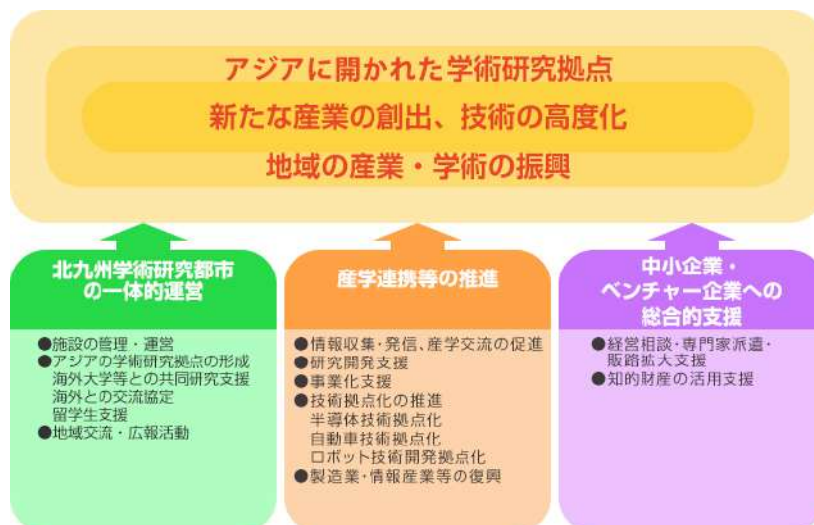 アジアに開かれた学術研究拠点
新たな産業の創出、技術の高度化
地域の産業・学術の振興
北九州学術研究都市
の一体的運営
●施設の管理・運営
●アジアの学術研究拠点の形成
海外大学等との共同研究支援
海外との交流協定
留学生支援
●地域交流・広報活動
産学連携等の推進
●情報収集・発信、産学交流の促進
●研究開発支援
●事業化支援
●技術拠点化の推進
半導体技術拠点化
自動車技術拠点化
ロボット技術開発拠点化
●製造業・情報産業等の復興
中小企業・
ベンチャー企業への
総合的支援
●経営相談・専門家派遣・
販路拡大支援
●知的財産の活用支援